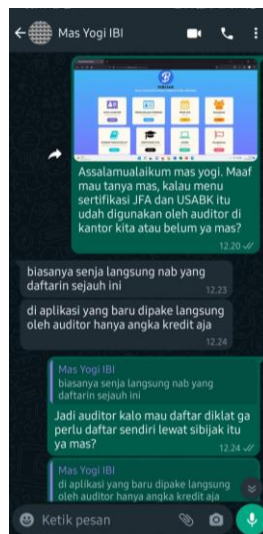 Mas Yogi IBI
Assalamualaikum mas yogi. Maaf
mau tanya mas, kalau menu
sertifikasi JFA dan USABK itu
udah digunakan oleh auditor di
kantor kita atau belum ya mas?
12.20
biasanya senja langsung nab yang
daftarin sejauh ini
12.23
di aplikasi yang baru dipake langsung
oleh auditor hanya angka kredit aja
12.24
Mas Yogi IBI
biasanya senja langsung nab yang
daftarin sejauh ini
Jadi auditor kalo mau daftar diklat ga
perlu daftar sendiri lewat sibijak itu
ya mas?
12.24
Mas Yogi IBI
di aplikasi yang baru dipake langsung
oleh auditor hanya angka kredit aja
Ketik pesan